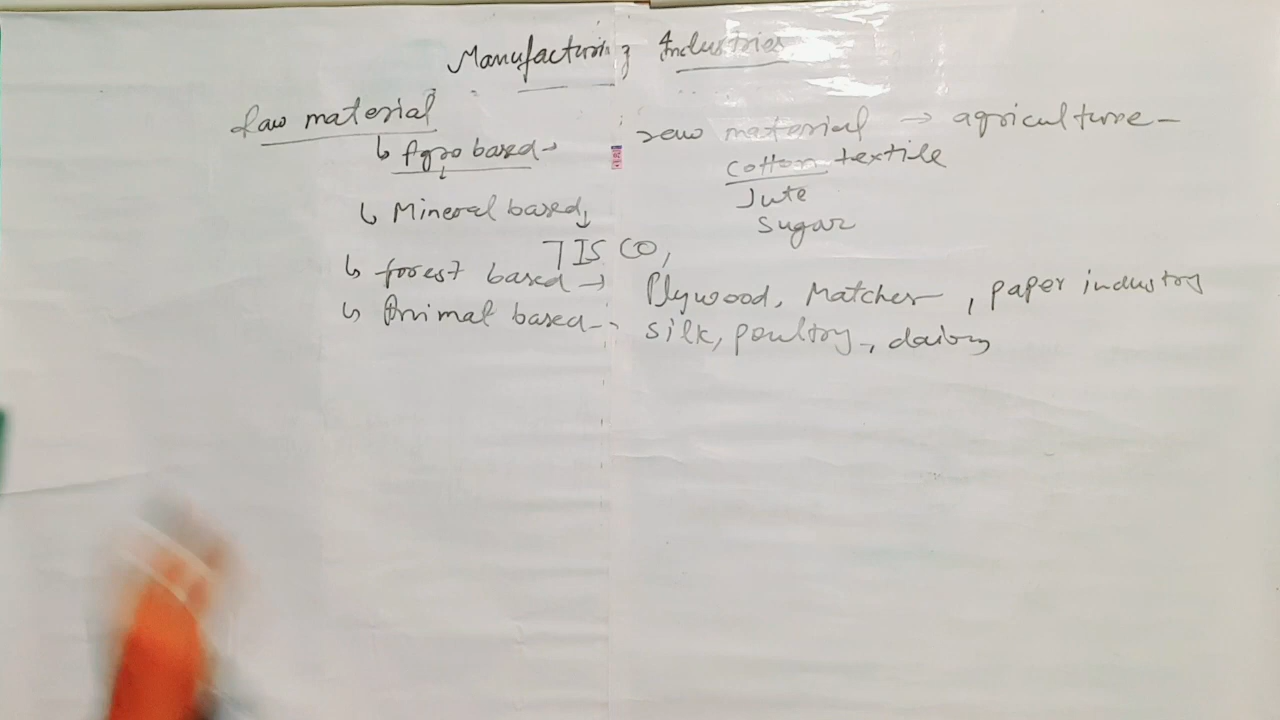 Manufacturing Industries
Raw material
↳ Agro based → raw material → agriculture -
cotton textile
Jute
Sugar
↳ Mineral based,
TISCO,
↳ forest based → Plywood, Matches, paper industry
↳ Animal based - silk, poultry, dairy